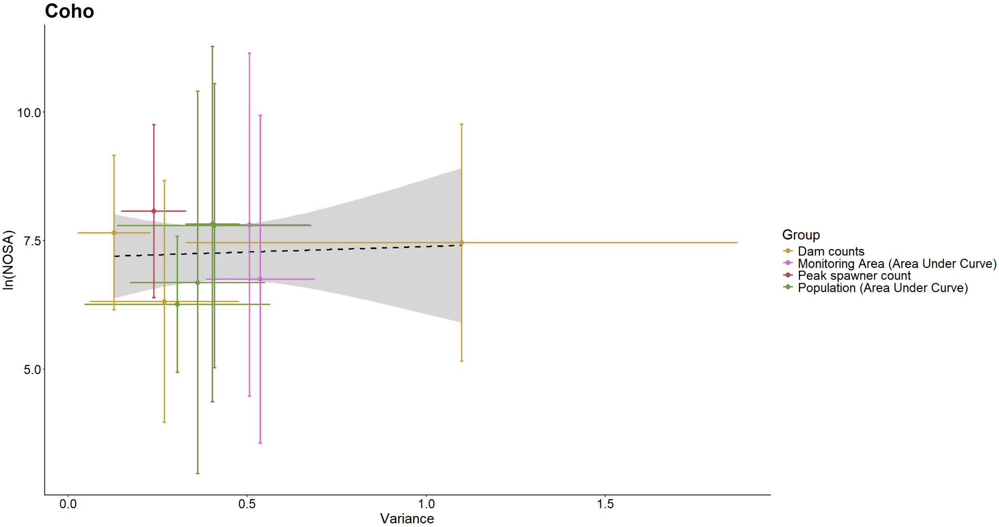 Coho
ln(NOSA)
10.0
7.5
5.0
0.0 0.5 1.0 1.5
Variance
Group
Dam counts
Monitoring Area (Area Under Curve)
Peak spawner count
Population (Area Under Curve)